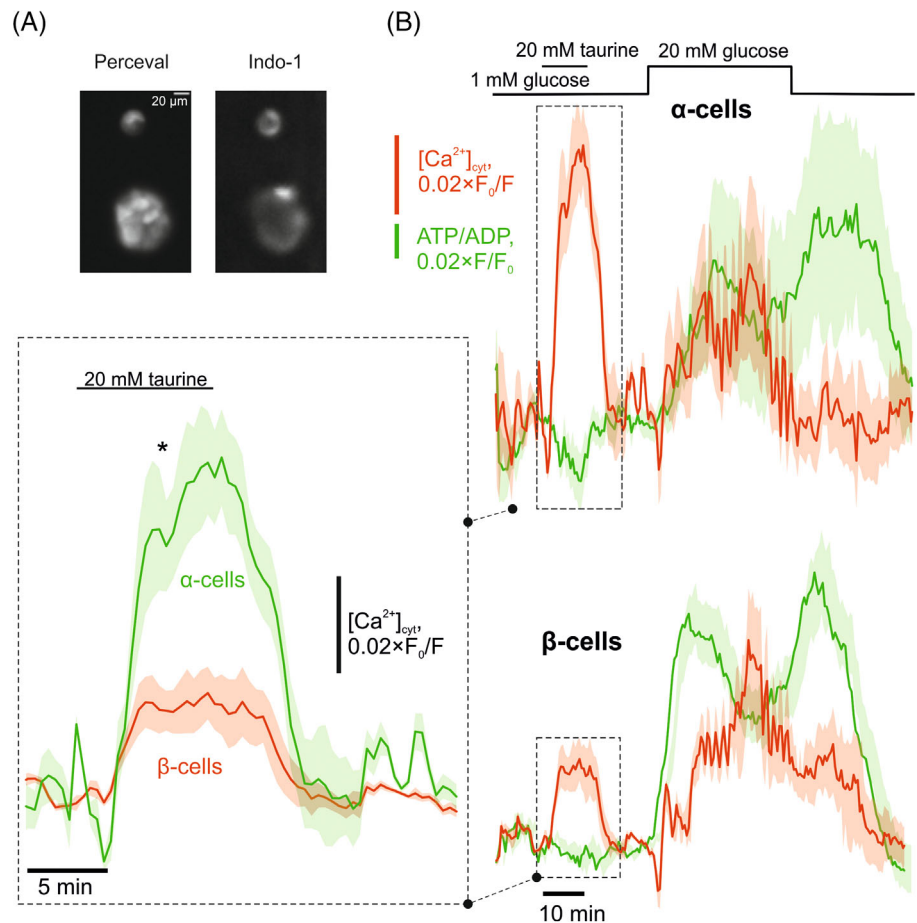 (A)
Perceval
Indo-1
20 µm
(B)
20 mM taurine
20 mM glucose
1 mM glucose
α-cells
[Ca²⁺]cyt,
0.02×F₀/F
ATP/ADP,
0.02×F/F₀
20 mM taurine
*
α-cells
[Ca²⁺]cyt,
0.02×F₀/F
β-cells
5 min
β-cells
10 min